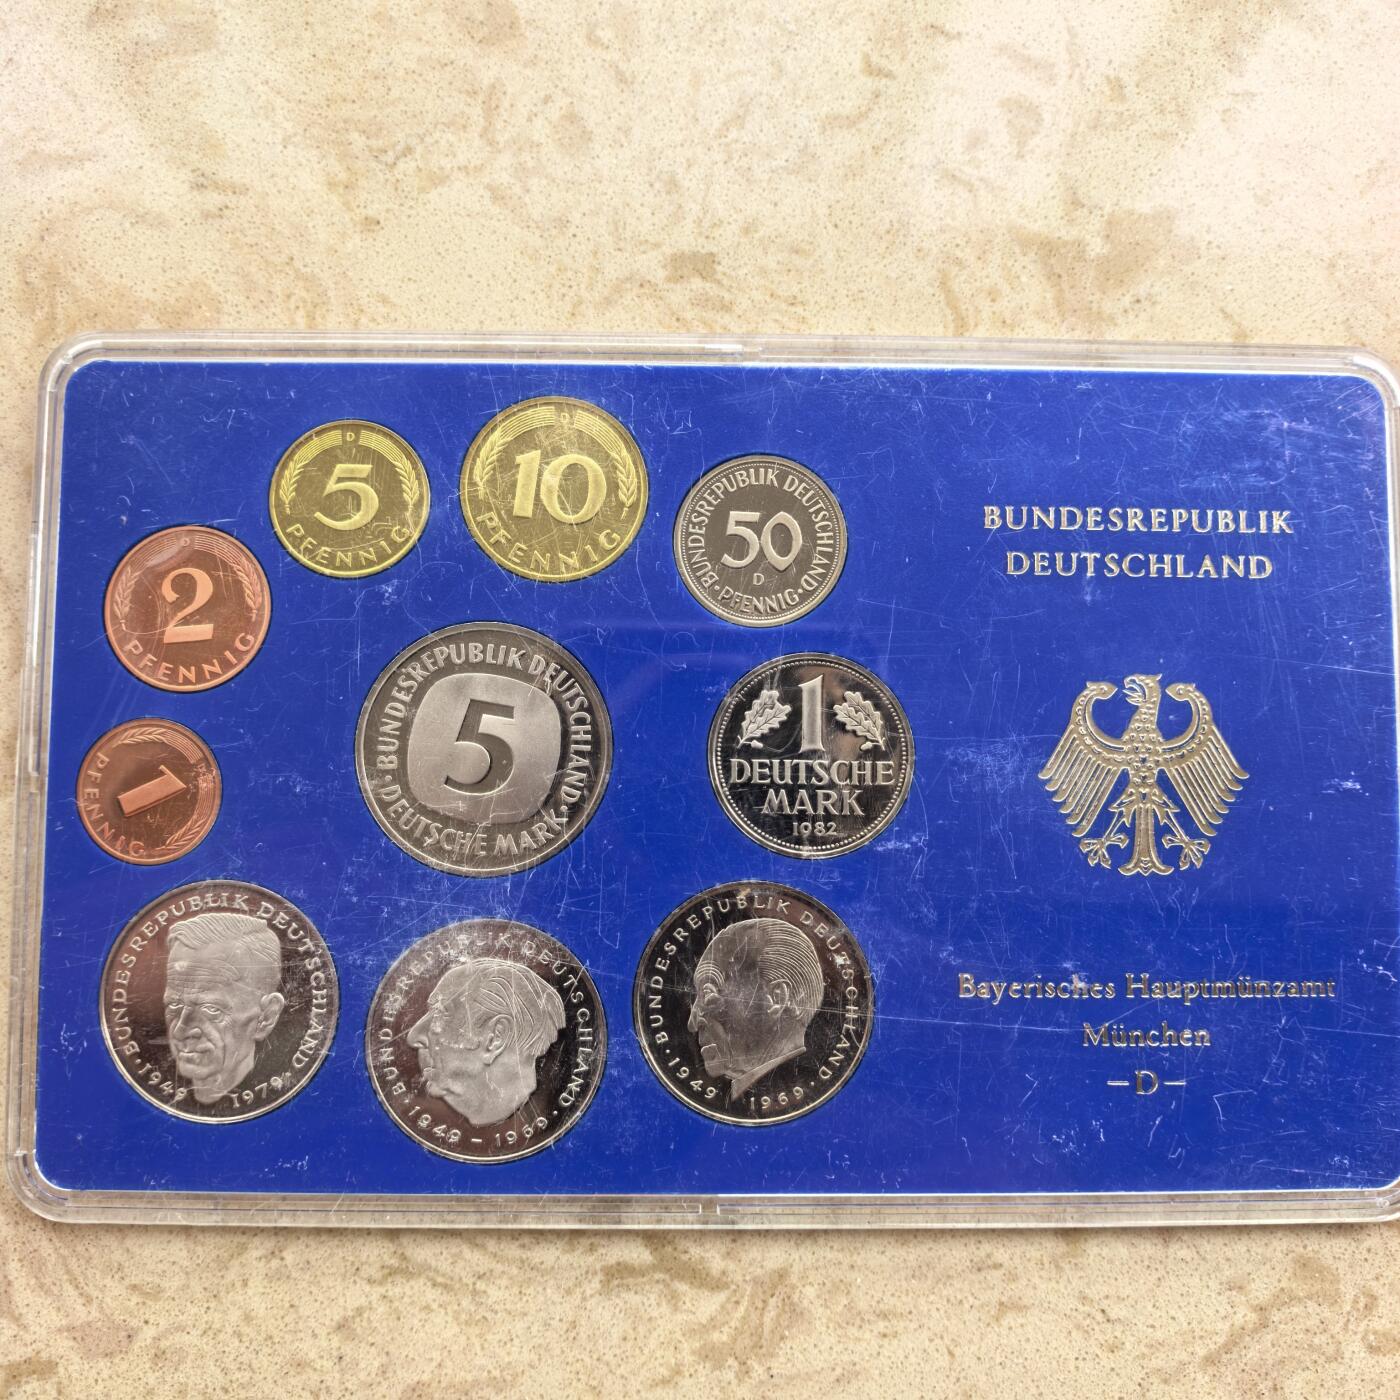 D
5
PFENNIG
D
10
PFENNIG
BUNDESREPUBLIK DEUTSCHLAND
50
D
PFENNIG
D
2
PFENNIG
BUNDESREPUBLIK DEUTSCHLAND
5
DEUTSCHE MARK
1
DEUTSCHE
MARK
1982
1
PFENNIG
BUNDESREPUBLIK DEUTSCHLAND
1949 1979
BUNDESREPUBLIK DEUTSCHLAND
1949 - 1969
BUNDESREPUBLIK DEUTSCHLAND
1949 1969
BUNDESREPUBLIK
DEUTSCHLAND
Bayerisches Hauptmünzamt
München
–D–